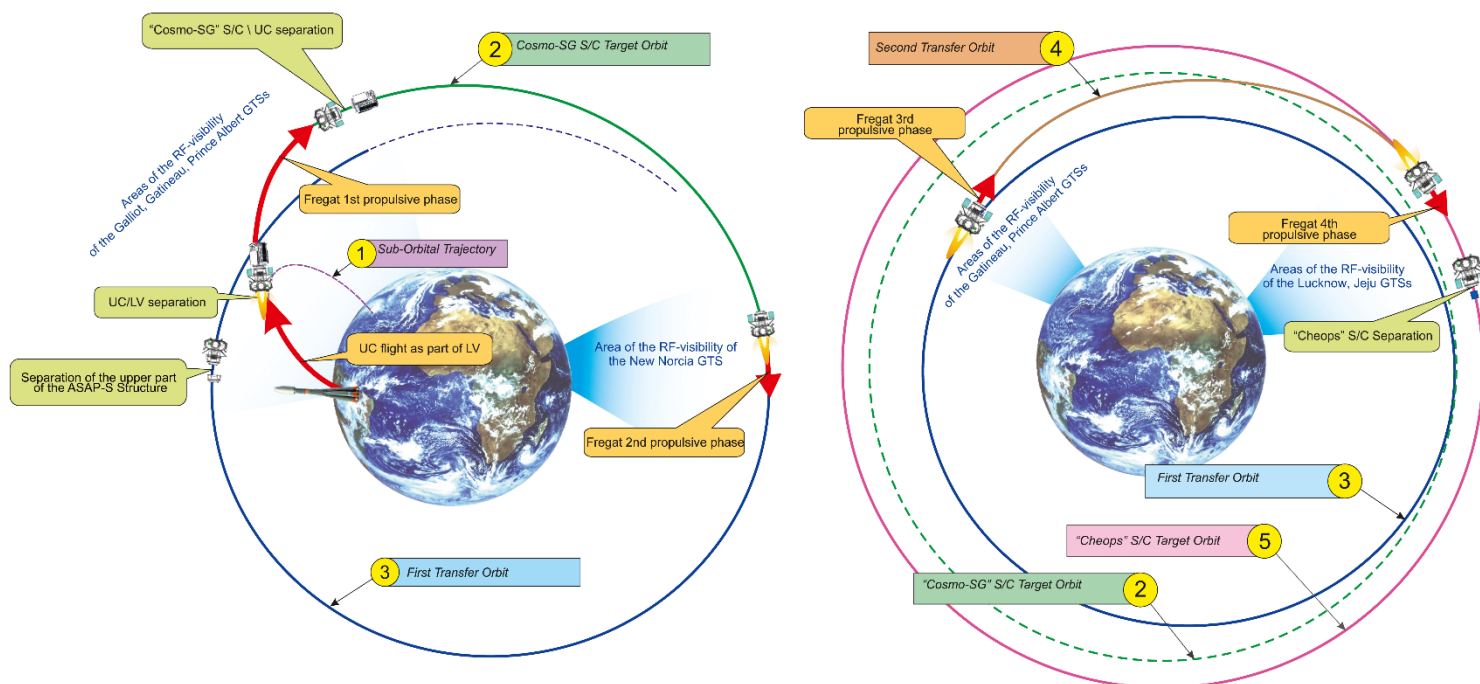 "Cosmo-SG" S/C \ UC separation
2
Cosmo-SG S/C Target Orbit
Areas of the RF-visibility
of the Galliot, Gatineau, Prince Albert GTSs
Fregat 1st propulsive phase
1
Sub-Orbital Trajectory
UC/LV separation
UC flight as part of LV
Separation of the upper part
of the ASAP-S Structure
Area of the RF-visibility of
the New Norcia GTS
Fregat 2nd propulsive phase
3
First Transfer Orbit
Second Transfer Orbit
4
Fregat 3rd
propulsive phase
Areas of the RF-visibility
of the Gatineau, Prince Albert GTSs
Fregat 4th
propulsive phase
Areas of the RF-visibility
of the Lucknow, Jeju GTSs
"Cheops" S/C Separation
First Transfer Orbit
3
"Cheops" S/C Target Orbit
5
"Cosmo-SG" S/C Target Orbit
2